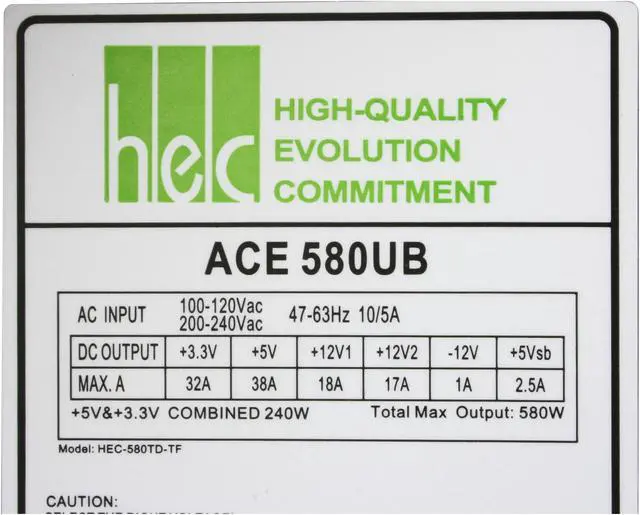 hec
HIGH-QUALITY
EVOLUTION
COMMITMENT
ACE 580UB
AC INPUT 100-120Vac 47-63Hz 10/5A
200-240Vac
DC OUTPUT +3.3V +5V +12V1 +12V2 -12V +5Vsb
MAX. A 32A 38A 18A 17A 1A 2.5A
+5V&+3.3V COMBINED 240W Total Max Output: 580W
Model: HEC-580TD-TF
CAUTION: